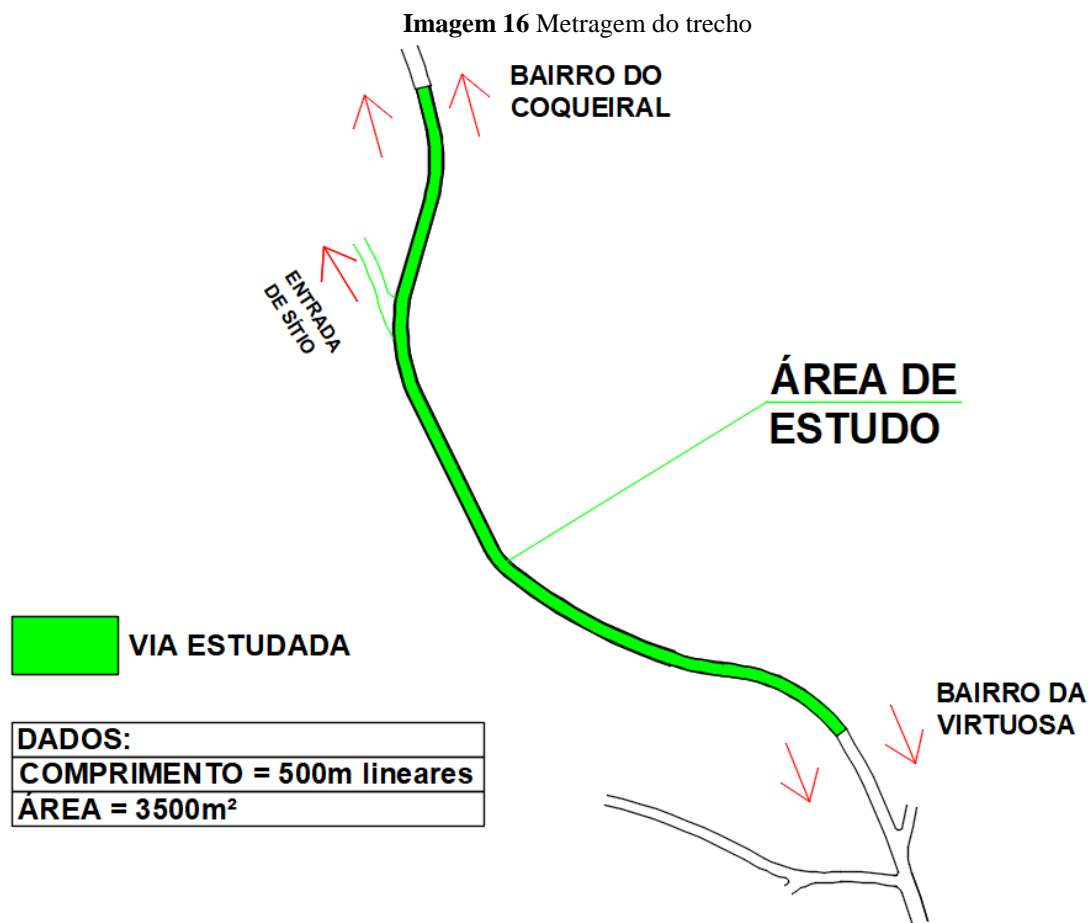 Imagem 16 Metragem do trecho
BAIRRO DO
COQUEIRAL
ENTRADA
DE SÍTIO
ÁREA DE
ESTUDO
VIA ESTUDADA
BAIRRO DA
VIRTUOSA
DADOS:
COMPRIMENTO = 500m lineares
ÁREA = 3500m²